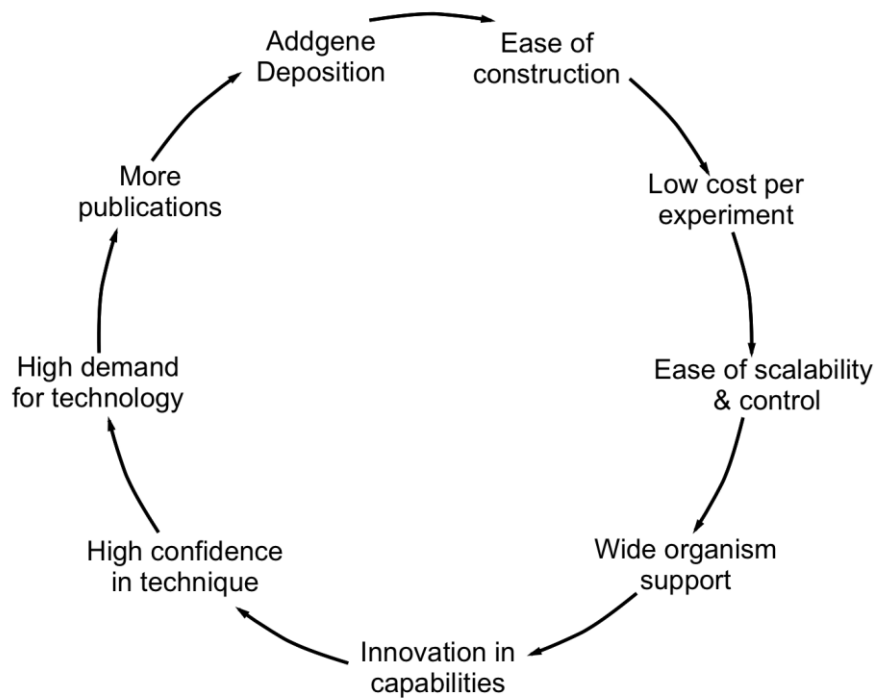 Addgene
Deposition
Ease of
construction
Low cost per
experiment
Ease of scalability
& control
Wide organism
support
Innovation in
capabilities
High confidence
in technique
High demand
for technology
More
publications